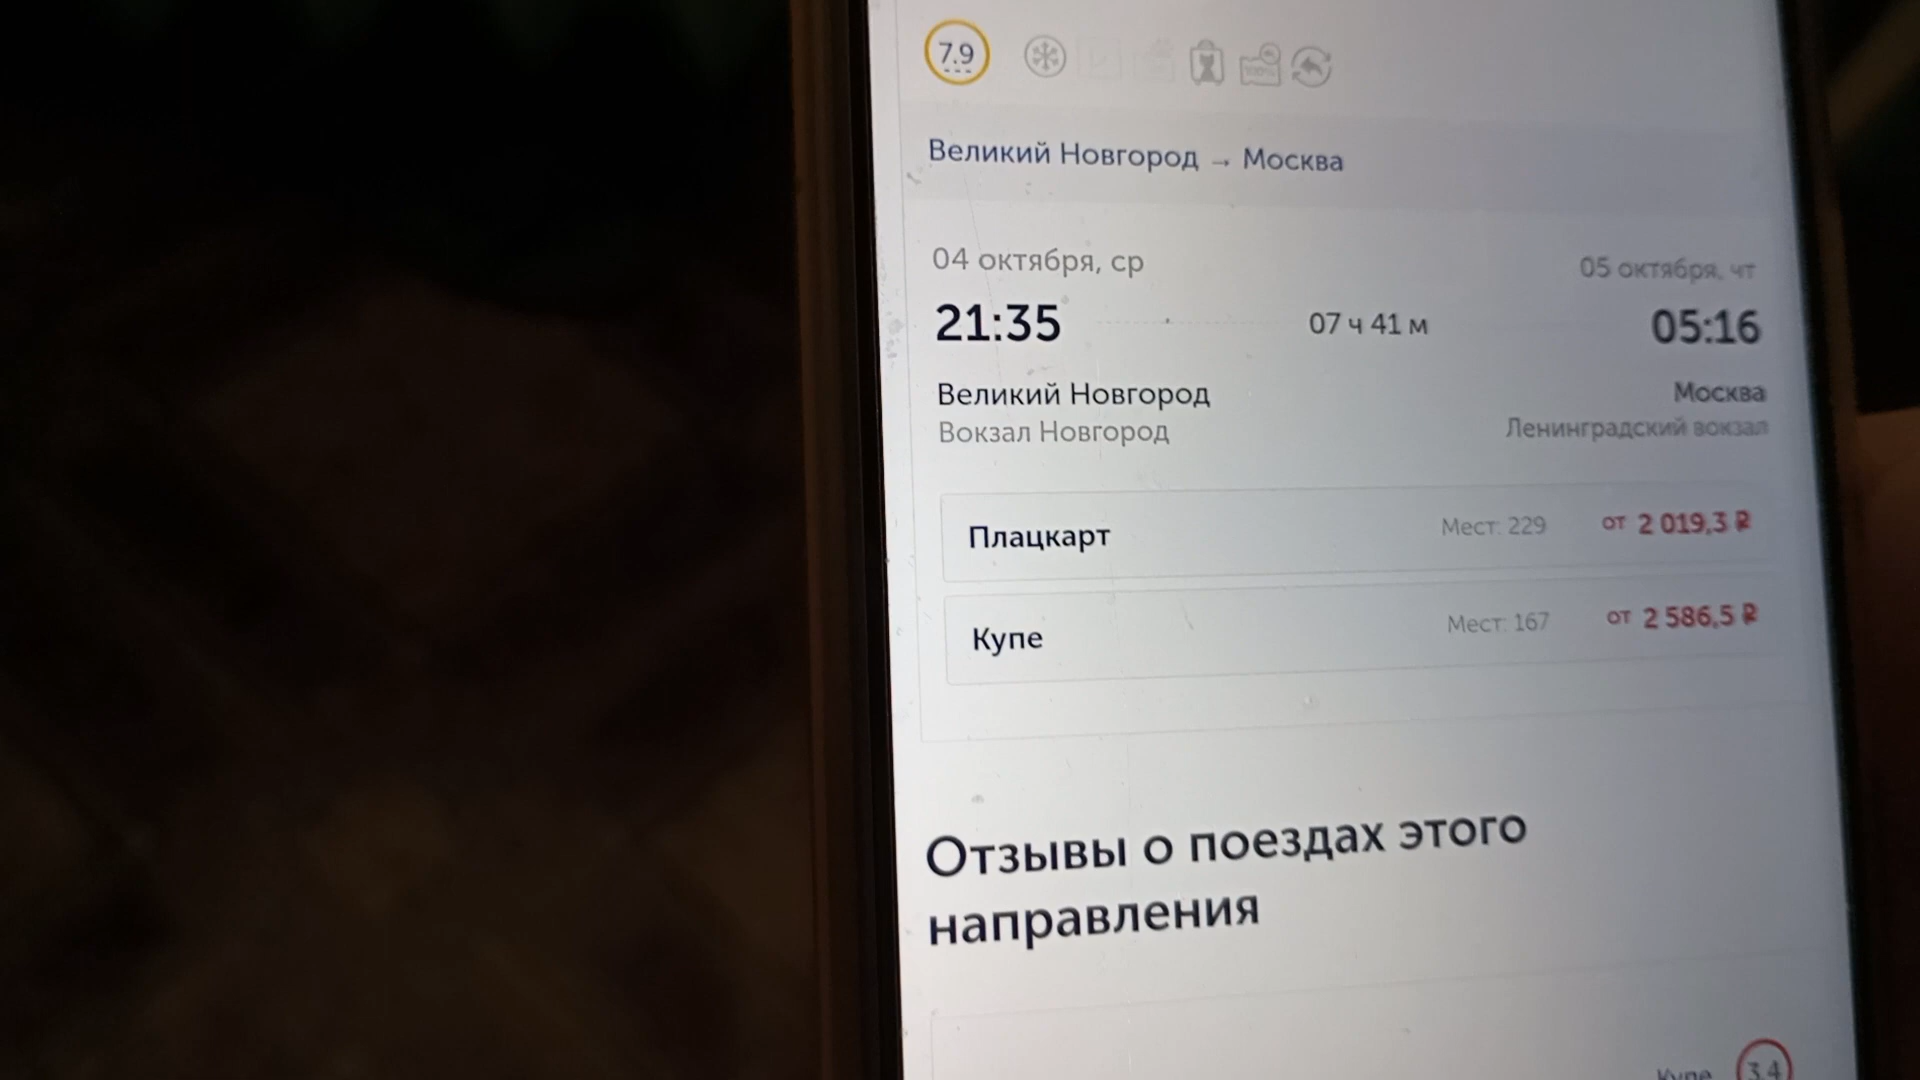 7.9
100%
Великий Новгород → Москва
04 октября, ср
05 октября, чт
21:35
07 ч 41 м
05:16
Великий Новгород
Москва
Вокзал Новгород
Ленинградский вокзал
Плацкарт
Мест: 229
от 2 019,3 ₽
Купе
Мест: 167
от 2 586,5 ₽
Отзывы о поездах этого
направления
Купе
3.4